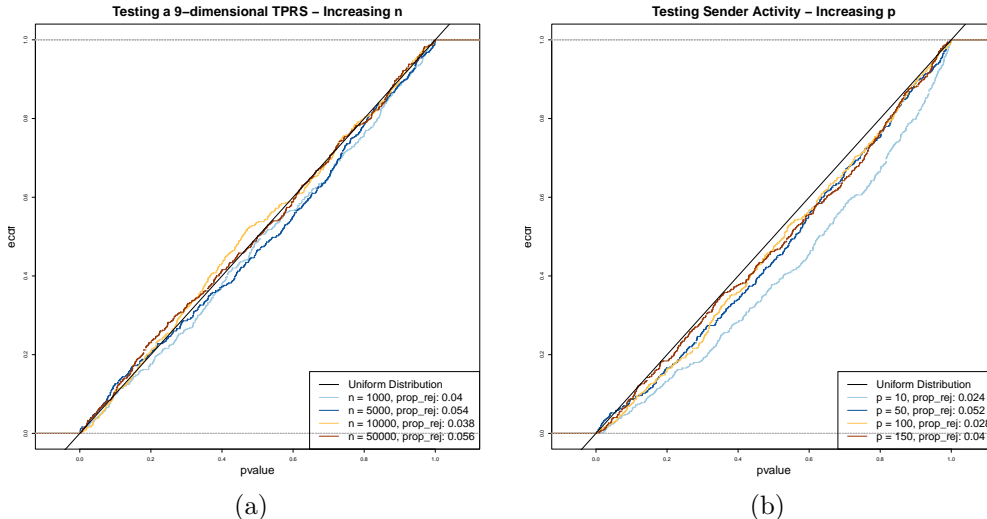 Testing a 9−dimensional TPRS − Increasing n
ecdf
1.0
0.8
0.6
0.4
0.2
0.0
0.0 0.2 0.4 0.6 0.8 1.0
pvalue
Uniform Distribution
n = 1000, prop_rej: 0.04
n = 5000, prop_rej: 0.054
n = 10000, prop_rej: 0.038
n = 50000, prop_rej: 0.056
(a)
Testing Sender Activity − Increasing p
ecdf
1.0
0.8
0.6
0.4
0.2
0.0
0.0 0.2 0.4 0.6 0.8 1.0
pvalue
Uniform Distribution
p = 10, prop_rej: 0.024
p = 50, prop_rej: 0.052
p = 100, prop_rej: 0.028
p = 150, prop_rej:
(b)